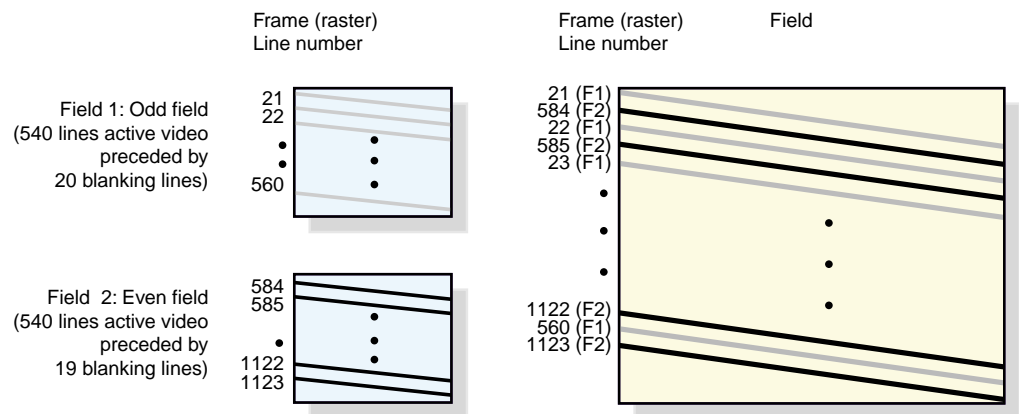 Frame (raster)
Line number
Field 1: Odd field
(540 lines active video
preceded by
20 blanking lines)
21
22
560
Field 2: Even field
(540 lines active video
preceded by
19 blanking lines)
584
585
1122
1123
Frame (raster)
Line number
Field
21 (F1)
584 (F2)
22 (F1)
585 (F2)
23 (F1)
1122 (F2)
560 (F1)
1123 (F2)